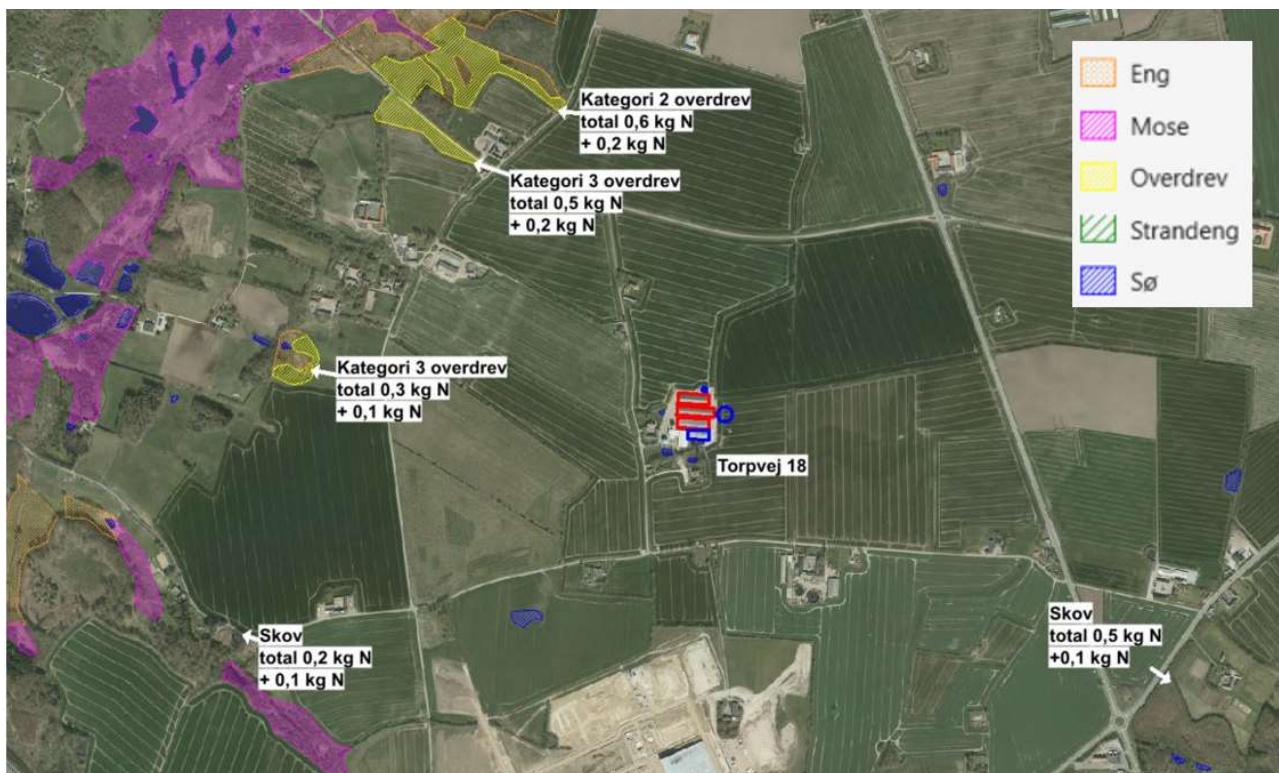 Eng
Mose
Overdrev
Strandeng
Sø
Kategori 2 overdrev
total 0,6 kg N
+ 0,2 kg N
Kategori 3 overdrev
total 0,5 kg N
+ 0,2 kg N
Kategori 3 overdrev
total 0,3 kg N
+ 0,1 kg N
Torpvej 18
Skov
total 0,2 kg N
+ 0,1 kg N
Skov
total 0,5 kg N
+0,1 kg N